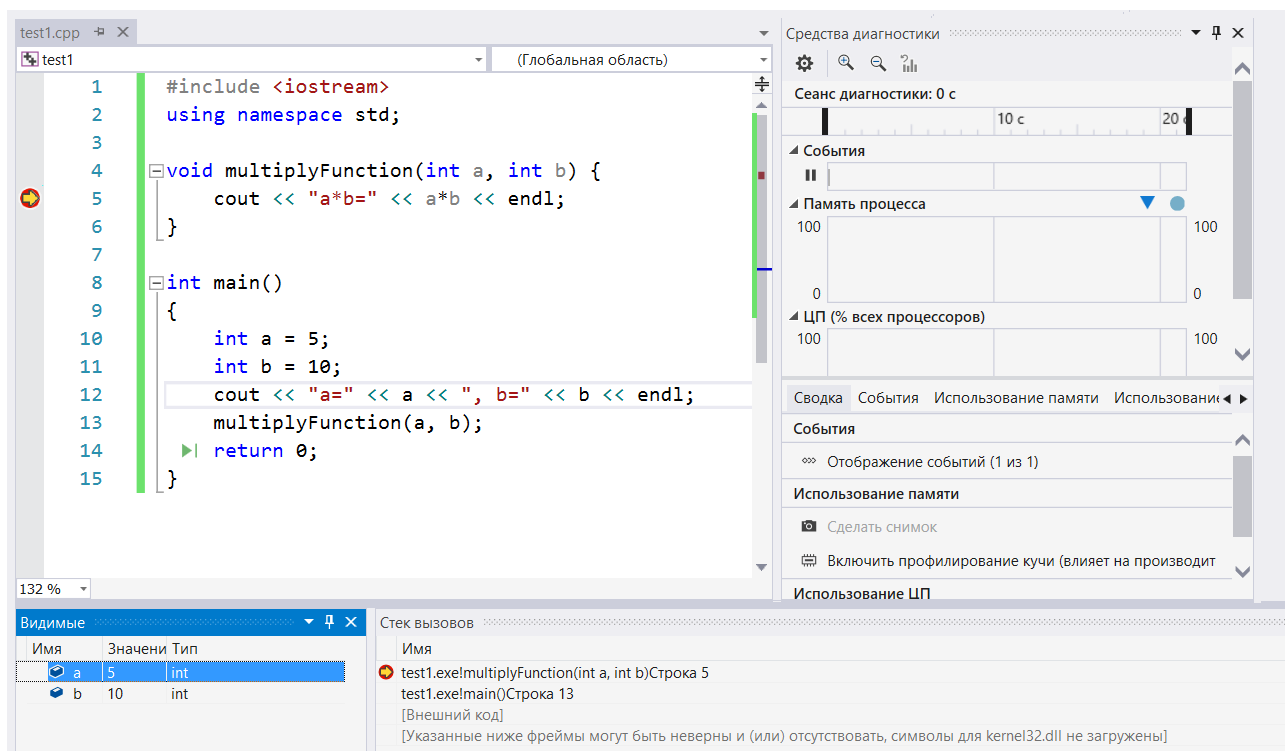 test1.cpp
test1
(Глобальная область)
1 #include <iostream>
2 using namespace std;
3
4 void multiplyFunction(int a, int b) {
5 cout << "a*b=" << a*b << endl;
6 }
7
8 int main()
9 {
10 int a = 5;
11 int b = 10;
12 cout << "a=" << a << ", b=" << b << endl;
13 multiplyFunction(a, b);
14 return 0;
15 }
132 %
Средства диагностики
Сеанс диагностики: 0 с
10 с 20
События
Память процесса
100 100
0 0
ЦП (% всех процессоров)
100 100
Сводка События Использование памяти Использование
События
Отображение событий (1 из 1)
Использование памяти
Сделать снимок
Включить профилирование кучи (влияет на производит
Использование ЦП
Видимые
Имя Значени Тип
a 5 int
b 10 int
Стек вызовов
Имя
test1.exe!multiplyFunction(int a, int b)Строка 5
test1.exe!main()Строка 13
[Внешний код]
[Указанные ниже фреймы могут быть неверны и (или) отсутствовать, символы для kernel32.dll не загружены]